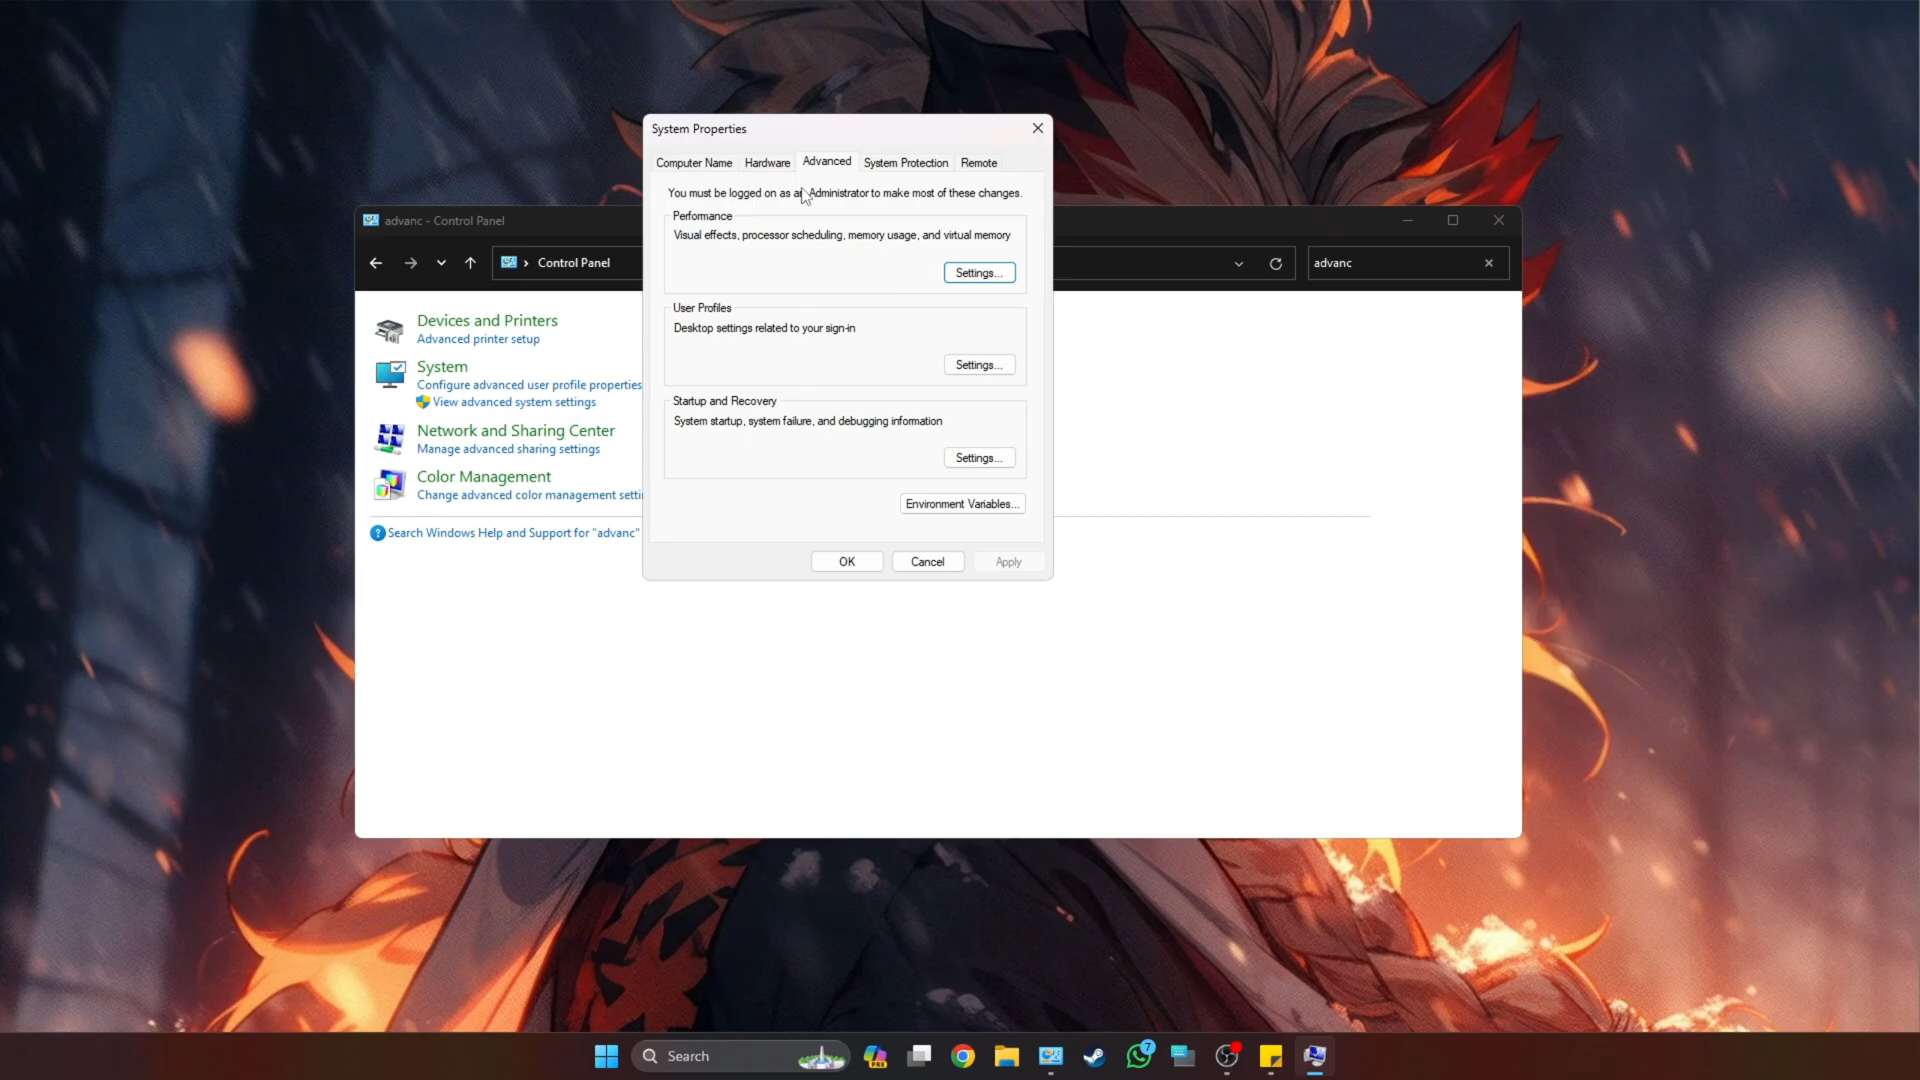 System Properties
Computer Name
Hardware
Advanced
System Protection
Remote
You must be logged on as an Administrator to make most of these changes.
Performance
Visual effects, processor scheduling, memory usage, and virtual memory
Settings...
User Profiles
Desktop settings related to your sign-in
Settings...
Startup and Recovery
System startup, system failure, and debugging information
Settings...
Environment Variables...
OK
Cancel
Apply
advanc - Control Panel
Control Panel
advanc
Devices and Printers
Advanced printer setup
System
Configure advanced user profile properties
View advanced system settings
Network and Sharing Center
Manage advanced sharing settings
Color Management
Change advanced color management setti
Search Windows Help and Support for "advanc"
Search
PRE
7